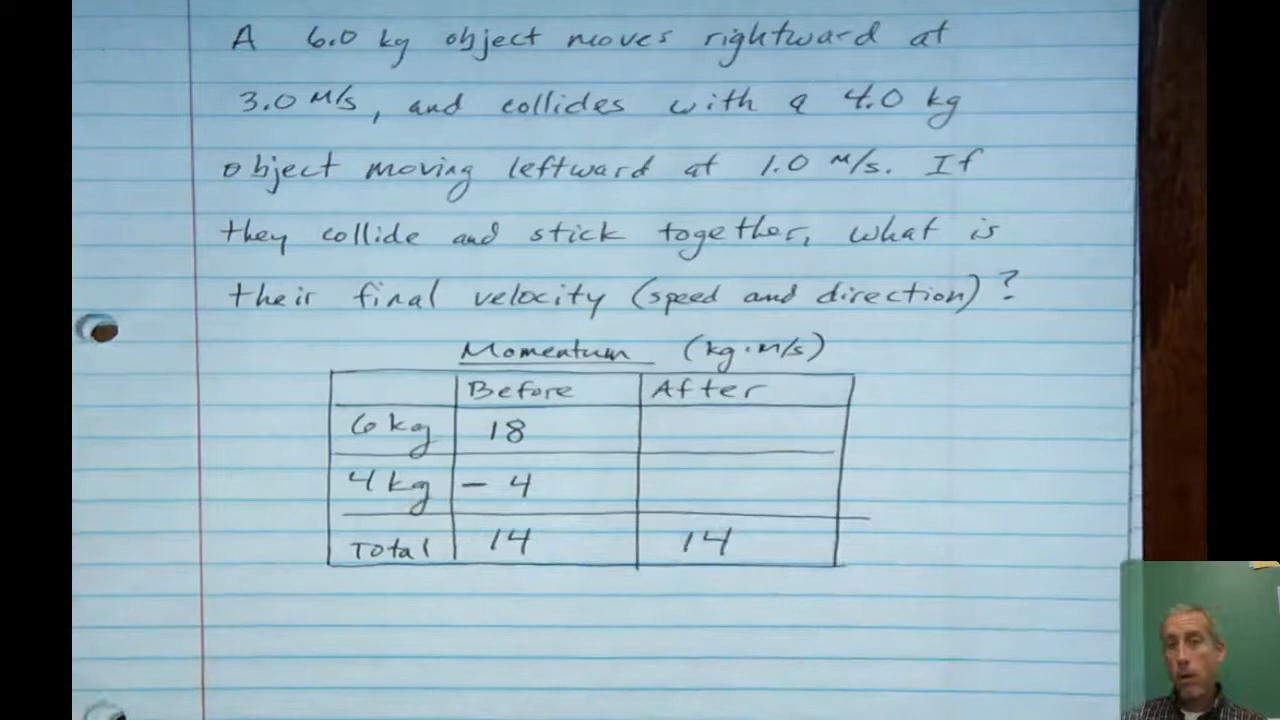 A 6.0 kg object moves rightward at
3.0 m/s, and collides with a 4.0 kg
object moving leftward at 1.0 m/s. If
they collide and stick together, what is
their final velocity (speed and direction)?
Momentum (kg·m/s)
Before After
6 kg 18
4 kg - 4
Total 14 14